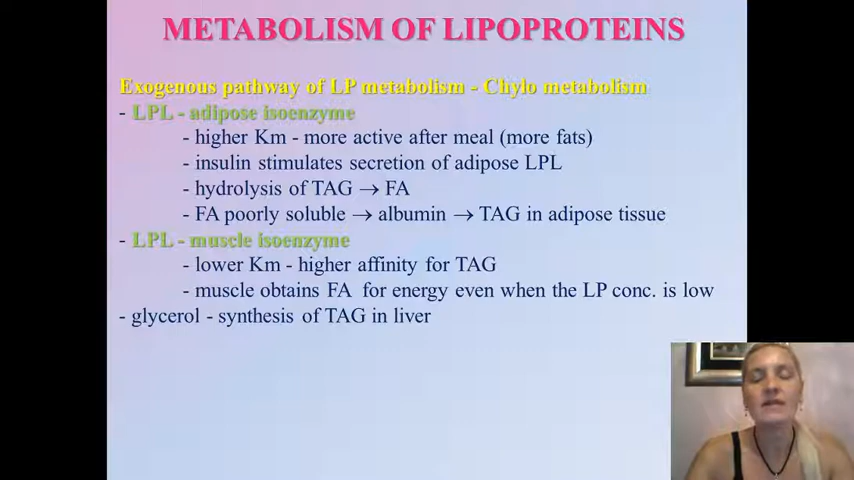 METABOLISM OF LIPOPROTEINS
Exogenous pathway of LP metabolism - Chylo metabolism
- LPL - adipose isoenzyme
- higher Km - more active after meal (more fats)
- insulin stimulates secretion of adipose LPL
- hydrolysis of TAG → FA
- FA poorly soluble → albumin → TAG in adipose tissue
- LPL - muscle isoenzyme
- lower Km - higher affinity for TAG
- muscle obtains FA for energy even when the LP conc. is low
- glycerol - synthesis of TAG in liver